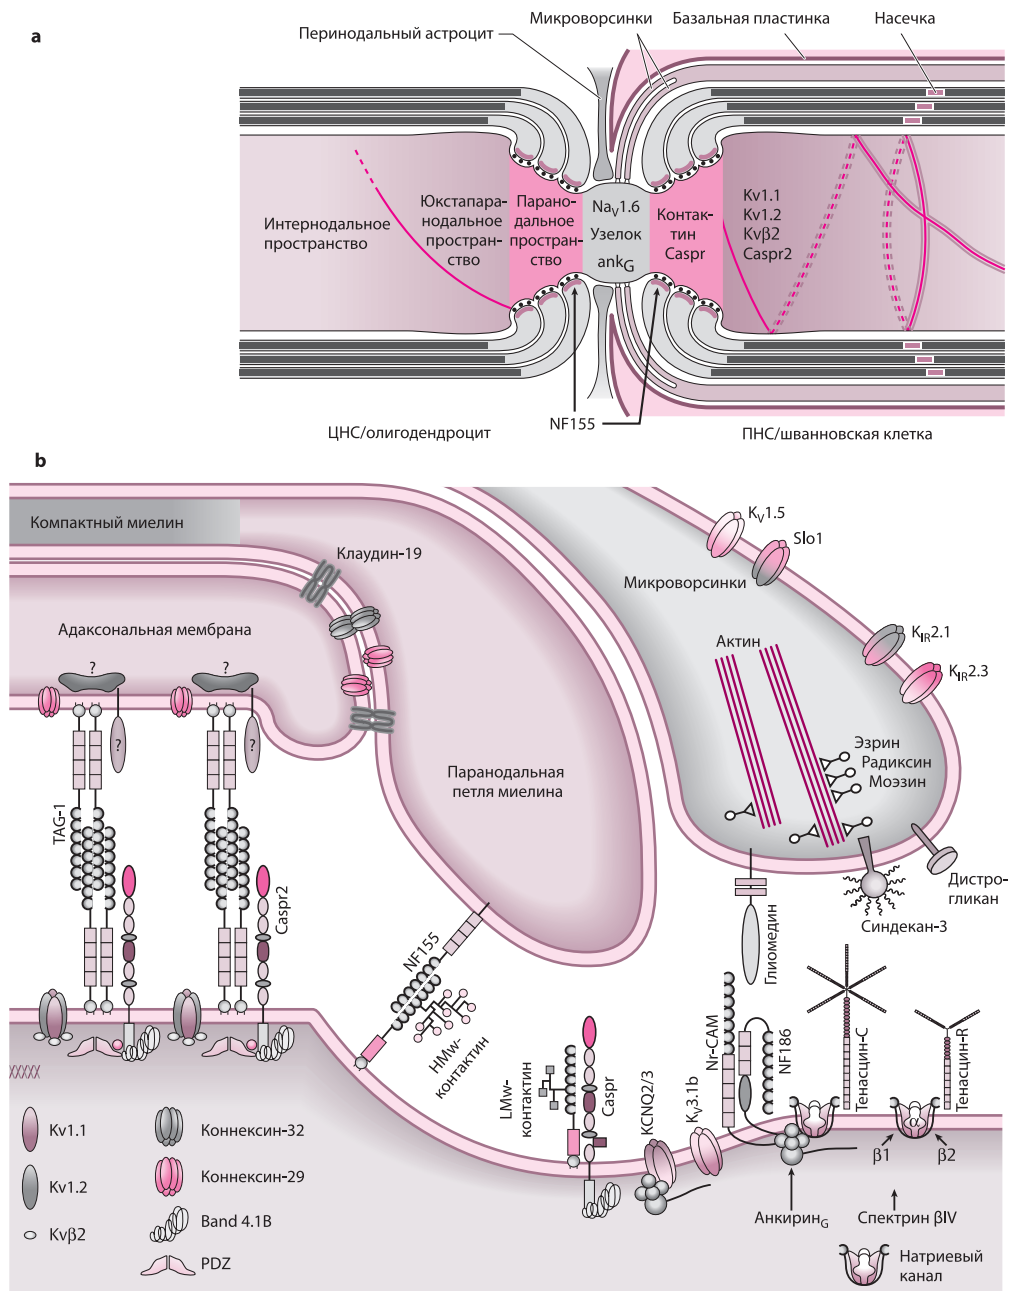 a
Перинодальный астроцит
Микроворсинки
Базальная пластинка
Насечка
Интернодальное
пространство
Юкстапара-
нодальное
простран-
ство
Парано-
дальное
простран-
ство
NaV1.6
Узелок
ankG
Контак-
тин
Caspr
Kv1.1
Kv1.2
Kvβ2
Caspr2
NF155
ЦНС/олигодендроцит
ПНС/шванновская клетка
b
Компактный миелин
Клаудин-19
Адаксональная мембрана
?
?
?
?
TAG-1
Caspr2
Паранодальная
петля миелина
Микроворсинки
KV1.5
Slo1
KIR2.1
KIR2.3
Актин
Эзрин
Радиксин
Моэзин
Дистро-
гликан
Синдекан-3
Глиомедин
NF155
HMw-
контактин
LMw-
контактин
Caspr
KCNQ2/3
KV3.1b
Nr-CAM
NF186
Тенасцин-C
Тенасцин-R
α
β1
β2
АнкиринG
Спектрин βIV
Натриевый
канал
Kv1.1
Kv1.2
Kvβ2
Коннексин-32
Коннексин-29
Band 4.1B
PDZ